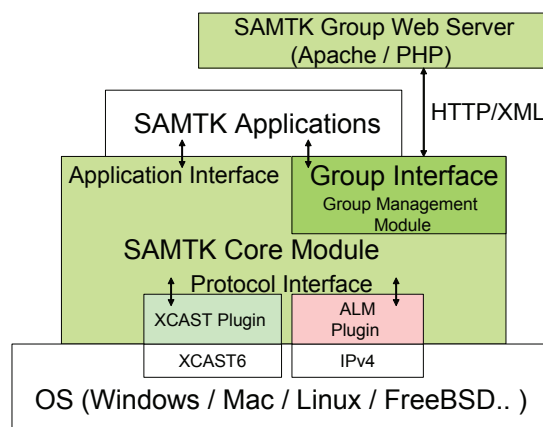 SAMTK Group Web Server
(Apache / PHP)
HTTP/XML
SAMTK Applications
Application Interface
Group Interface
Group Management
Module
SAMTK Core Module
Protocol Interface
XCAST Plugin
ALM
Plugin
XCAST6
IPv4
OS (Windows / Mac / Linux / FreeBSD.. )